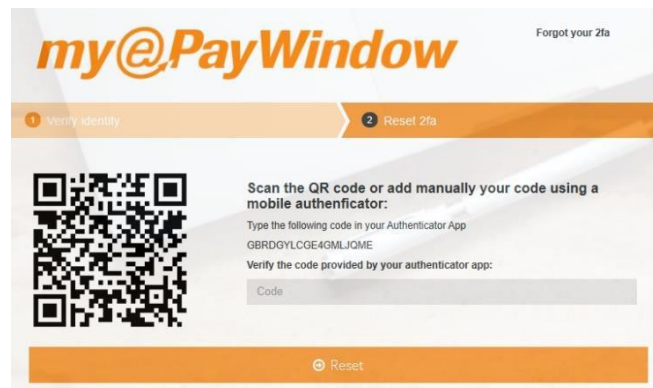 my@PayWindow
Forgot your 2fa
1 Verify identity
2 Reset 2fa
Scan the QR code or add manually your code using a
mobile authenficator:
Type the following code in your Authenticator App
GBRDGYLCGE4GMLJQME
Verify the code provided by your authenticator app:
Code
Reset